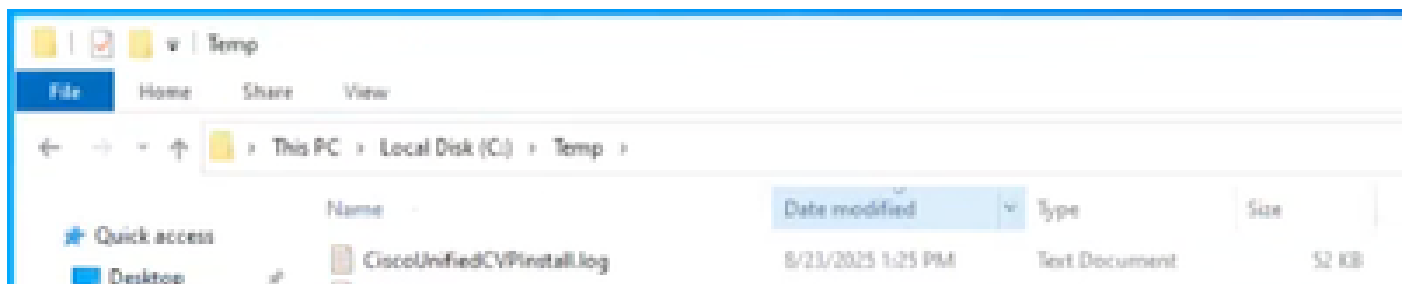 Temp
File Home Share View
This PC › Local Disk (C:) › Temp ›
Name Date modified Type Size
Quick access
CiscoUnifiedCVPinstall.log 8/23/2025 1:25 PM Text Document 52 KB
Desktop